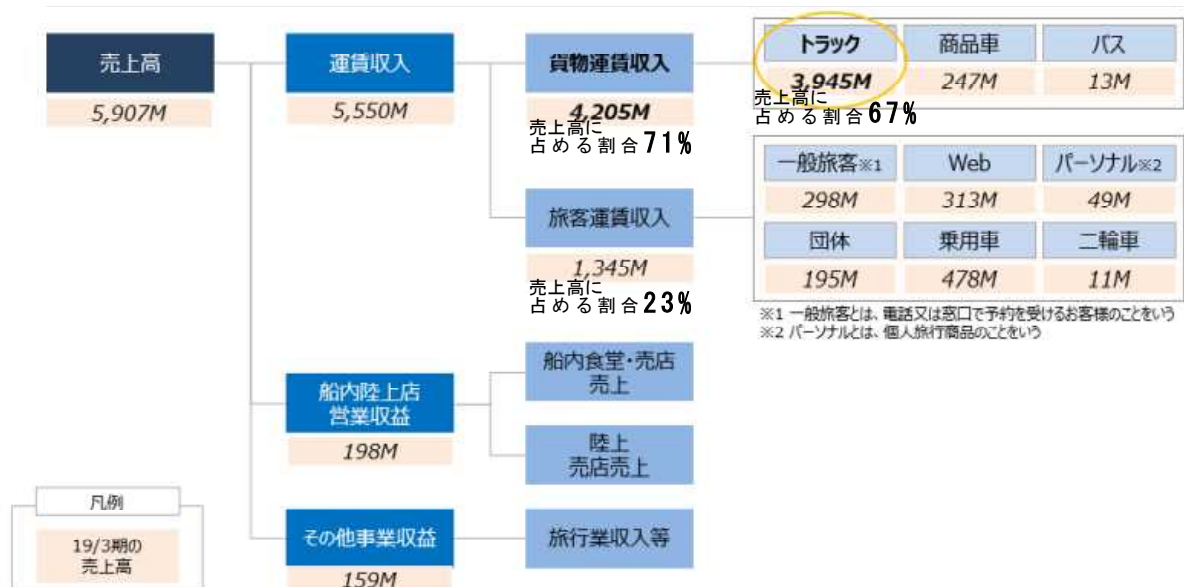 売上高
5,907M
運賃収入
5,550M
貨物運賃収入
4,205M
売上高に
占める割合71%
トラック
3,945M
売上高に
占める割合67%
商品車
247M
バス
13M
旅客運賃収入
1,345M
売上高に
占める割合23%
一般旅客※1
298M
Web
313M
パーソナル※2
49M
団体
195M
乗用車
478M
二輪車
11M
※1 一般旅客とは、電話又は窓口で予約を受けるお客様のことをいう
※2 パーソナルとは、個人旅行商品のことをいう
船内陸上店
営業収益
198M
船内食堂・売店
売上
陸上
売店売上
その他事業収益
159M
旅行業収入等
凡例
19/3期の
売上高